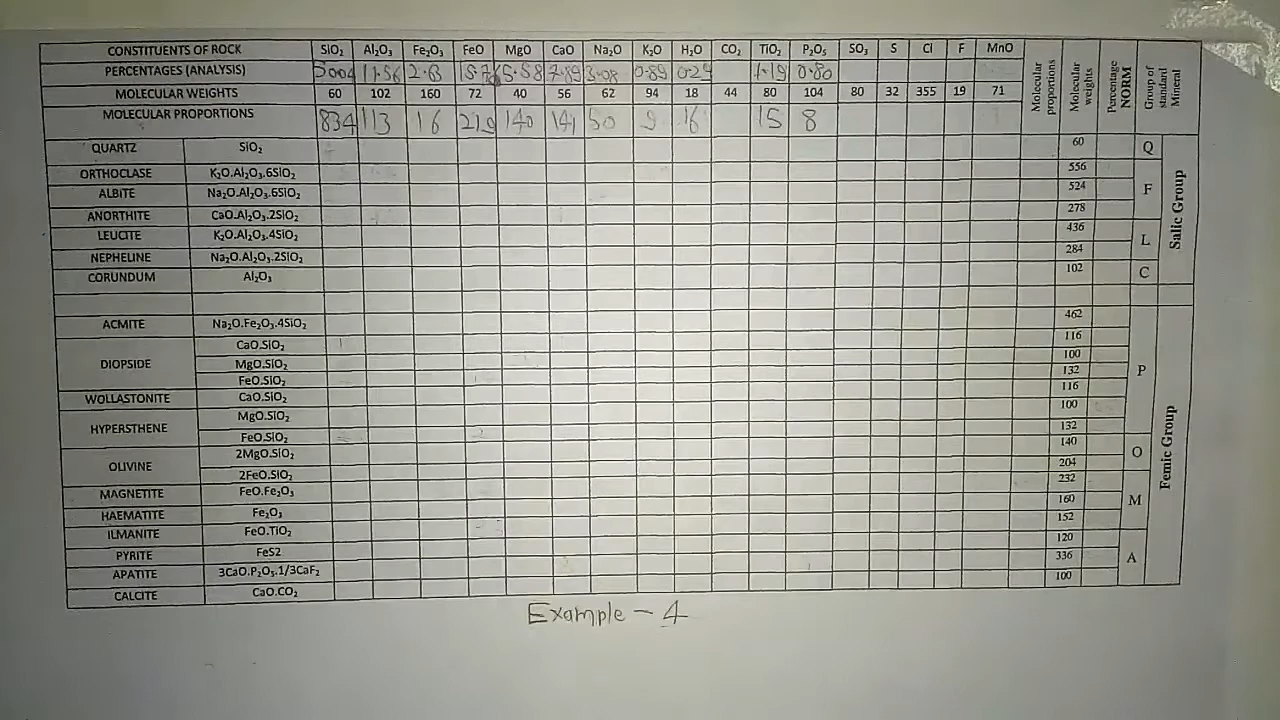 CONSTITUENTS OF ROCK SiO₂ Al₂O₃ Fe₂O₃ FeO MgO CaO Na₂O K₂O H₂O CO₂ TiO₂ P₂O₅ SO₃ S Cl F MnO Molecular proportions Molecular weights Percentage NORM Group of standard Mineral
PERCENTAGES (ANALYSIS) 5004 11.56 5.58 7.89 3.08 0.89 1.19 0.80
MOLECULAR WEIGHTS 60 102 160 72 40 56 62 94 18 44 80 104 80 32 355 19 71
MOLECULAR PROPORTIONS 834 113 16 219 140 141 50 9 16 15 8
QUARTZ SiO₂ 60 Q
ORTHOCLASE K₂O.Al₂O₃.6SiO₂ 556
ALBITE Na₂O.Al₂O₃.6SiO₂ 524 F
ANORTHITE CaO.Al₂O₃.2SiO₂ 278
LEUCITE K₂O.Al₂O₃.4SiO₂ 436 L
NEPHELINE Na₂O.Al₂O₃.2SiO₂ 284
CORUNDUM Al₂O₃ 102 C
Salic Group
ACMITE Na₂O.Fe₂O₃.4SiO₂ 462
DIOPSIDE CaO.SiO₂ 116
MgO.SiO₂ 100
FeO.SiO₂ 132 P
WOLLASTONITE CaO.SiO₂ 116
HYPERSTHENE MgO.SiO₂ 100
FeO.SiO₂ 132
OLIVINE 2MgO.SiO₂ 140 O
2FeO.SiO₂ 204
MAGNETITE FeO.Fe₂O₃ 232
HAEMATITE Fe₂O₃ 160 M
ILMANITE FeO.TiO₂ 152
PYRITE FeS2 120
APATITE 3CaO.P₂O₅.1/3CaF₂ 336 A
CALCITE CaO.CO₂ 100
Femic Group
Example - 4